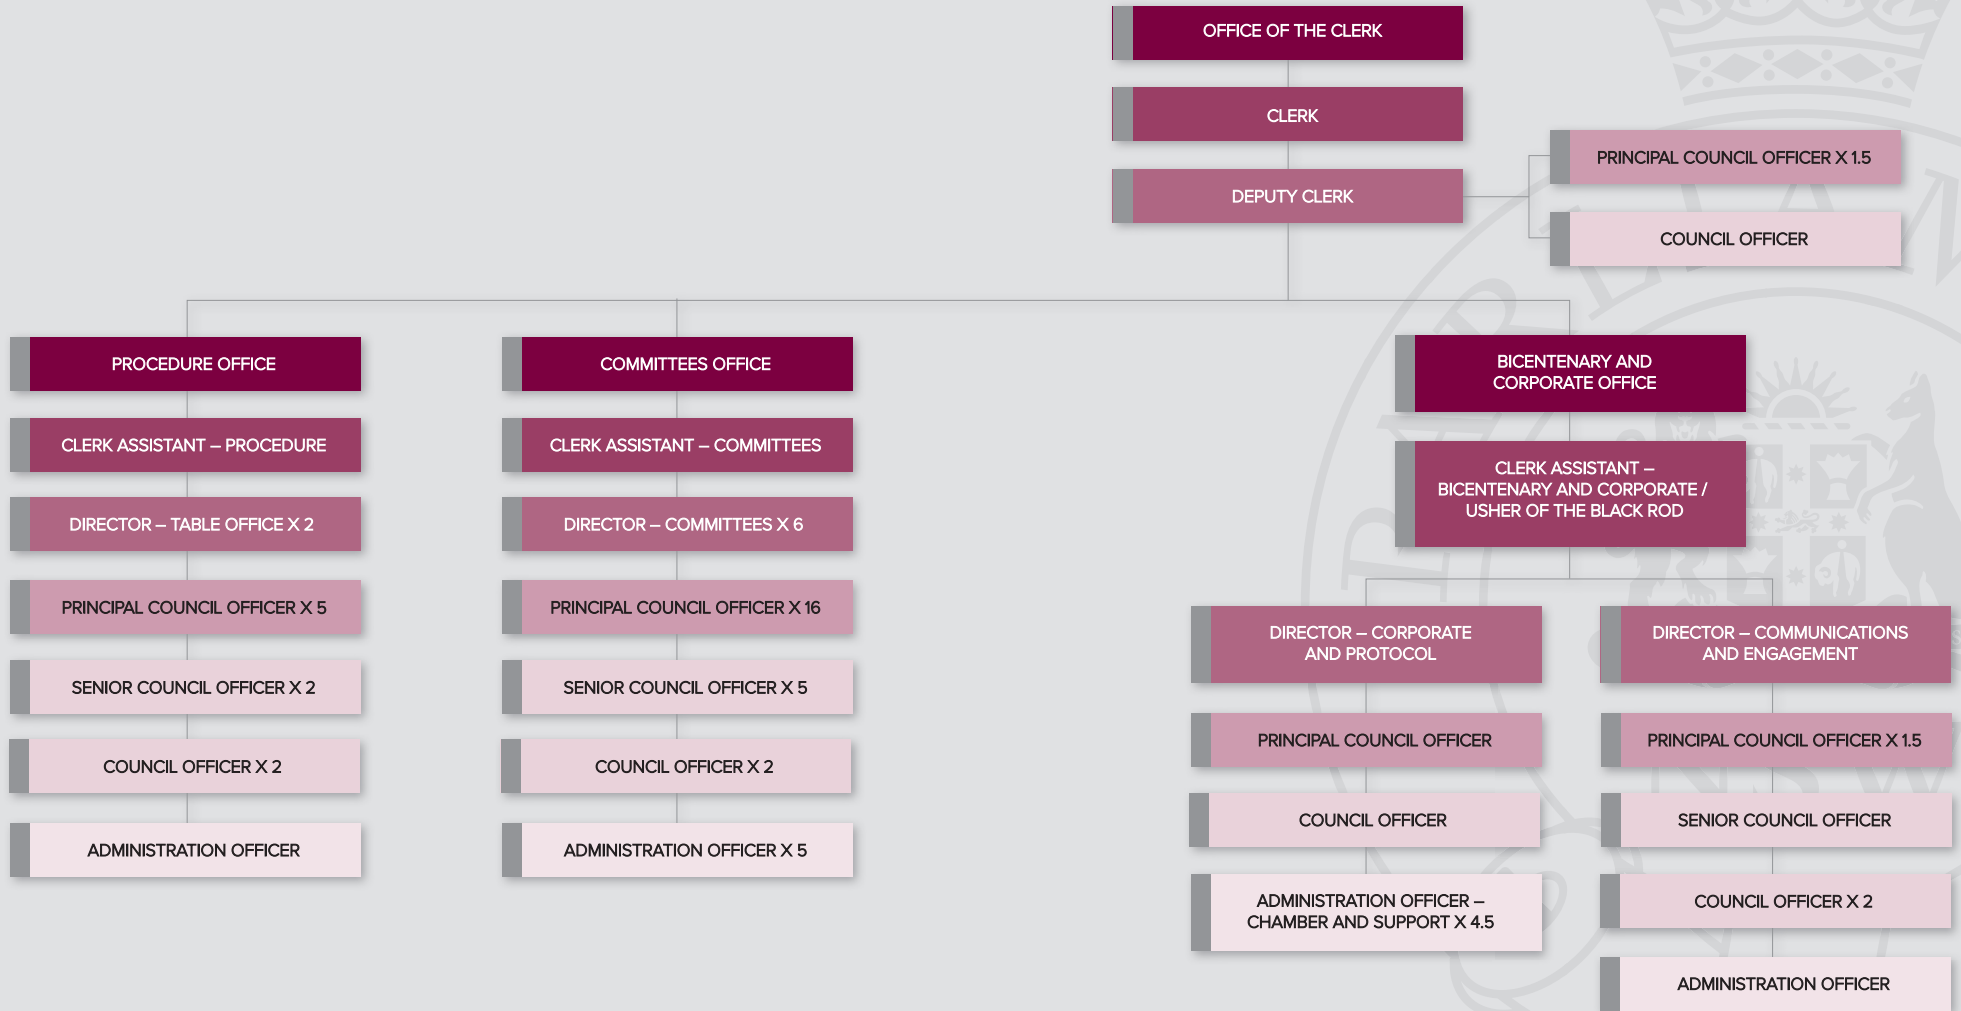 OFFICE OF THE CLERK
CLERK
DEPUTY CLERK
PRINCIPAL COUNCIL OFFICER X 1.5
COUNCIL OFFICER
PROCEDURE OFFICE
CLERK ASSISTANT – PROCEDURE
DIRECTOR – TABLE OFFICE X 2
PRINCIPAL COUNCIL OFFICER X 5
SENIOR COUNCIL OFFICER X 2
COUNCIL OFFICER X 2
ADMINISTRATION OFFICER
COMMITTEES OFFICE
CLERK ASSISTANT – COMMITTEES
DIRECTOR – COMMITTEES X 6
PRINCIPAL COUNCIL OFFICER X 16
SENIOR COUNCIL OFFICER X 5
COUNCIL OFFICER X 2
ADMINISTRATION OFFICER X 5
BICENTENARY AND
CORPORATE OFFICE
CLERK ASSISTANT –
BICENTENARY AND CORPORATE /
USHER OF THE BLACK ROD
DIRECTOR – CORPORATE
AND PROTOCOL
PRINCIPAL COUNCIL OFFICER
COUNCIL OFFICER
ADMINISTRATION OFFICER –
CHAMBER AND SUPPORT X 4.5
DIRECTOR – COMMUNICATIONS
AND ENGAGEMENT
PRINCIPAL COUNCIL OFFICER X 1.5
SENIOR COUNCIL OFFICER
COUNCIL OFFICER X 2
ADMINISTRATION OFFICER